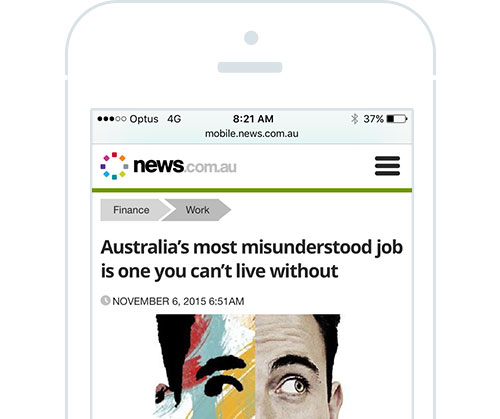 Optus 4G 8:21 AM 37%
mobile.news.com.au
news.com.au
Finance Work
Australia’s most misunderstood job
is one you can’t live without
NOVEMBER 6, 2015 6:51AM